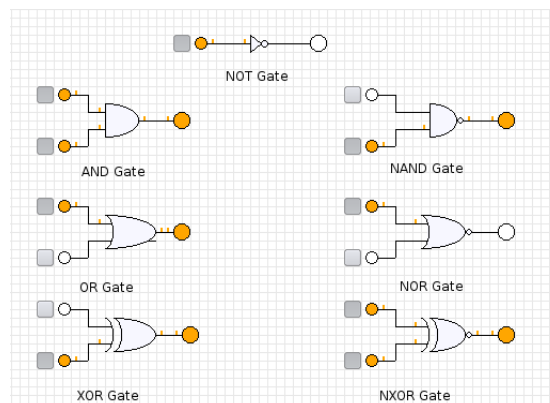 NOT Gate
AND Gate
NAND Gate
OR Gate
NOR Gate
XOR Gate
NXOR Gate